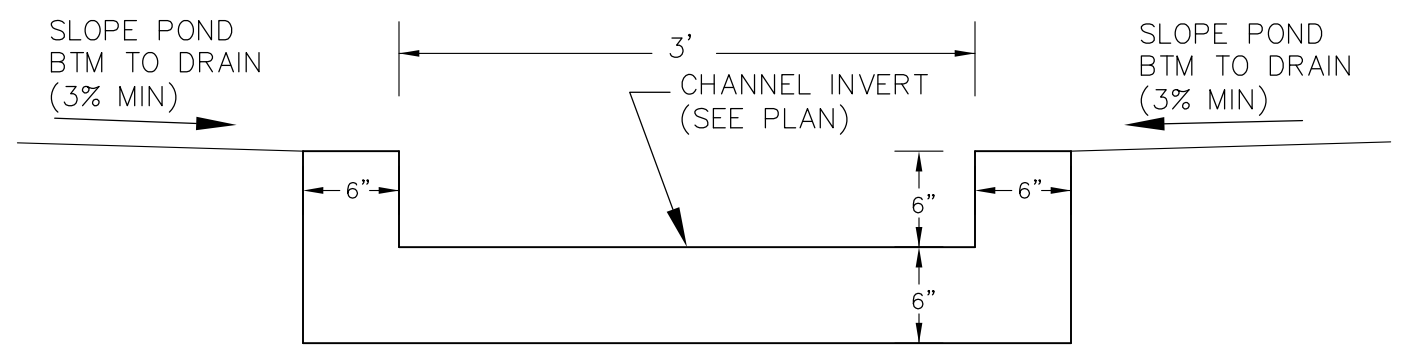 SLOPE POND
BTM TO DRAIN
(3% MIN)
3'
CHANNEL INVERT
(SEE PLAN)
SLOPE POND
BTM TO DRAIN
(3% MIN)
6"
6"
6"
6"